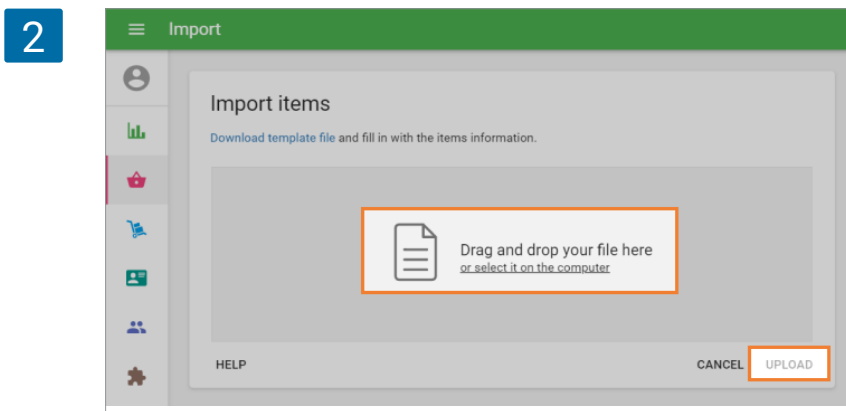 2
Import
Import items
Download template file and fill in with the items information.
Drag and drop your file here
or select it on the computer
HELP
CANCEL
UPLOAD